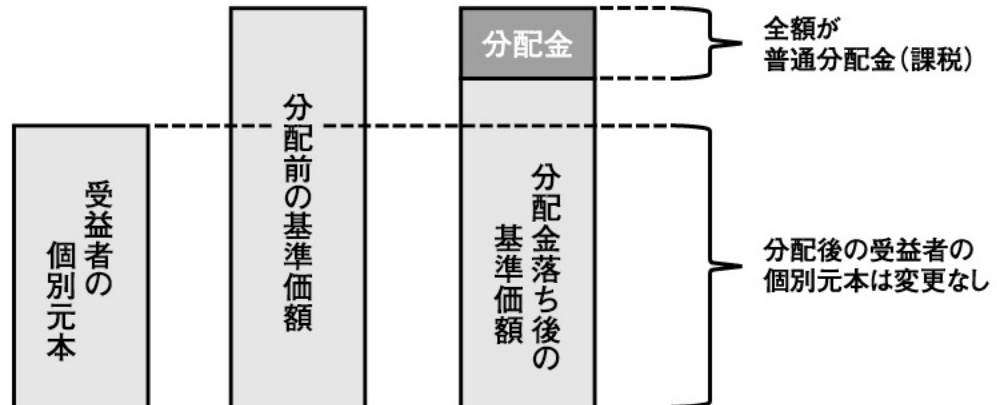 受益者の
個別元本
分配前の基準価額
分配金
分配金落ち後の
基準価額
全額が
普通分配金(課税)
分配後の受益者の
個別元本は変更なし